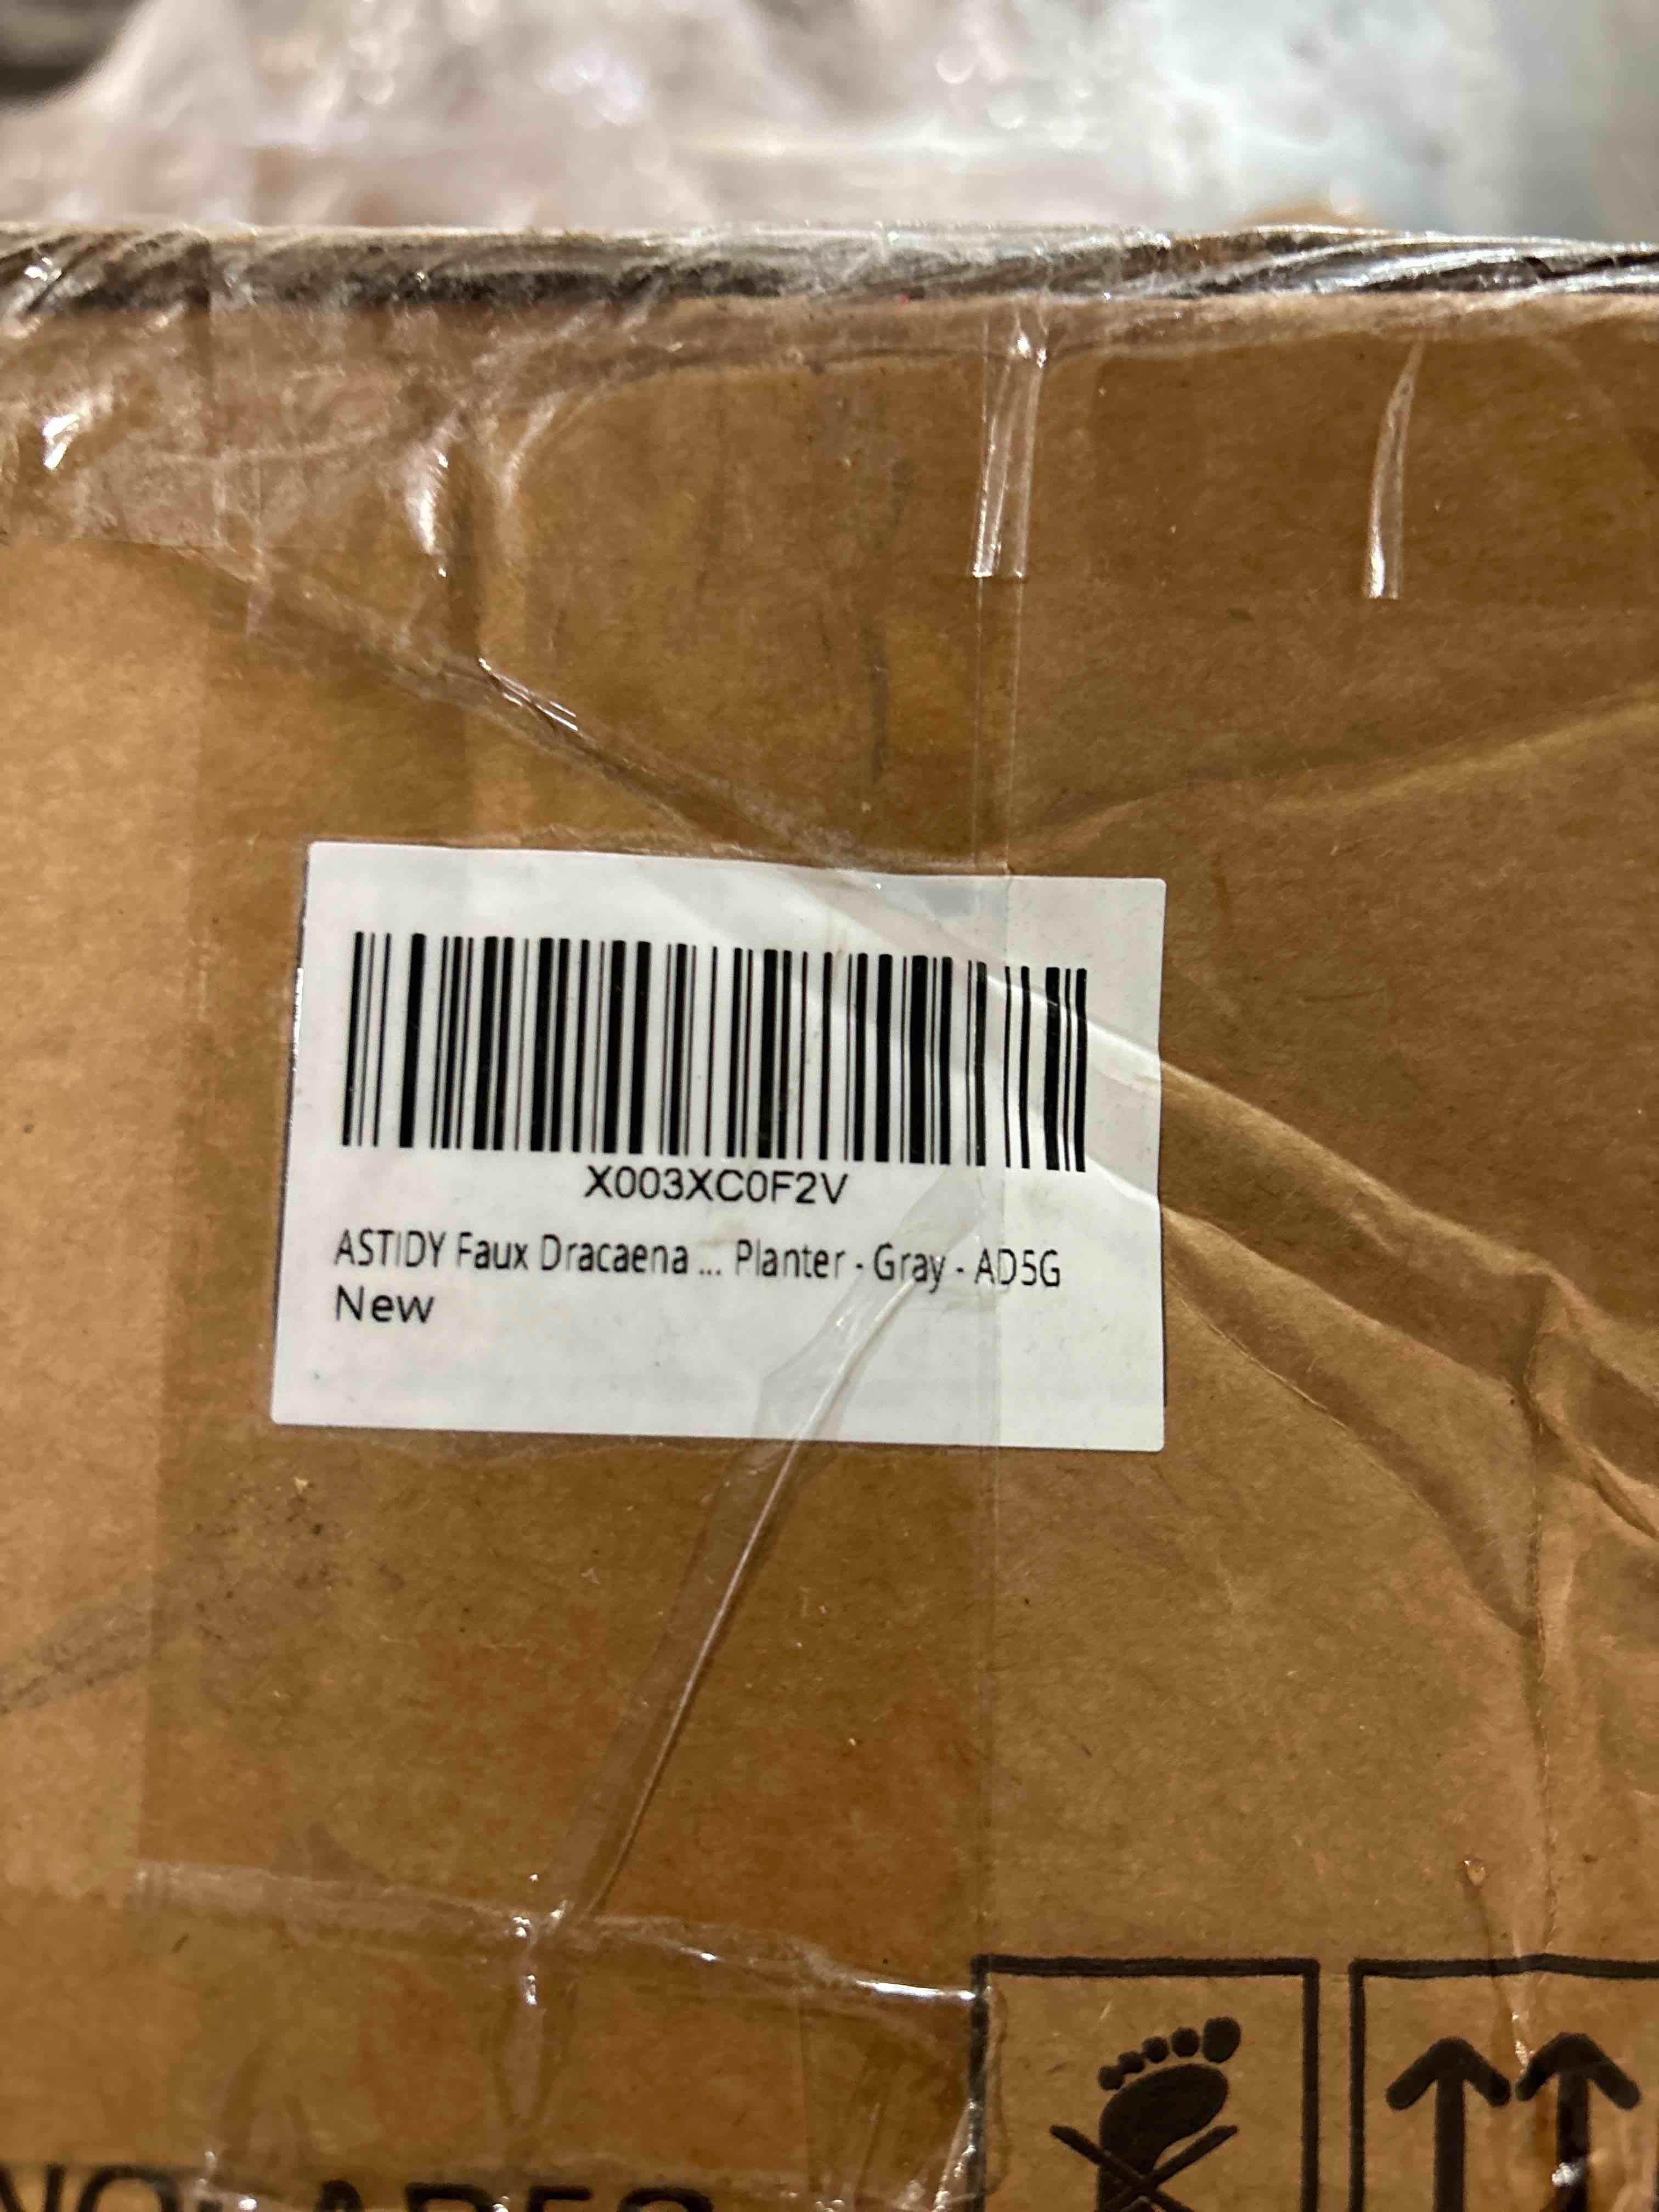 X003XC0F2V
ASTIDY Faux Dracaena ... Planter - Gray - AD5G
New